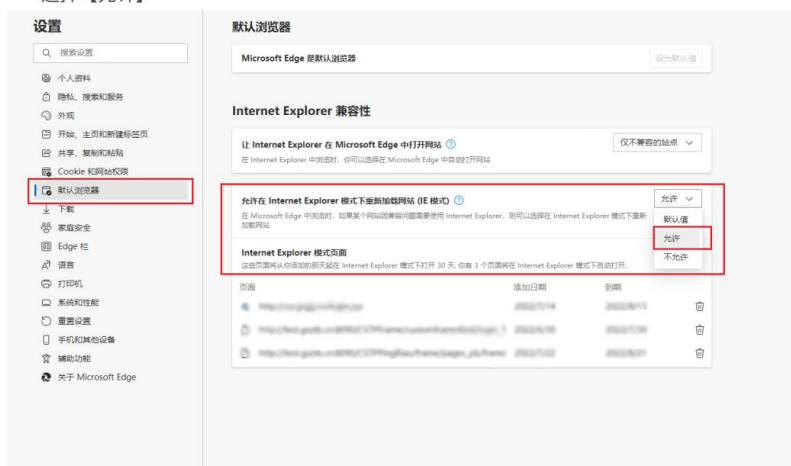 选择【允许】
设置
搜索设置
个人资料
隐私、搜索和服务
外观
开始、主页和新建标签页
共享、复制和粘贴
Cookie 和网站权限
默认浏览器
下载
家庭安全
Edge 栏
语言
打印机
系统和性能
重置设置
手机和其他设备
辅助功能
关于 Microsoft Edge
默认浏览器
Microsoft Edge 是默认浏览器
设为默认值
Internet Explorer 兼容性
让 Internet Explorer 在 Microsoft Edge 中打开网站
仅不兼容的站点
在 Internet Explorer 中浏览时，你可以选择在 Microsoft Edge 中自动打开网站
允许在 Internet Explorer 模式下重新加载网站 (IE 模式)
允许
在 Microsoft Edge 中浏览时，如果某个网站因兼容问题需要使用 Internet Explorer，则可以选择在 Internet Explorer 模式下重新
加载网站
默认值
允许
不允许
Internet Explorer 模式页面
这些页面将从你添加的那天起在 Internet Explorer 模式下打开 30 天。你有 3 个页面将在 Internet Explorer 模式下自动打开。
页面 添加日期 到期